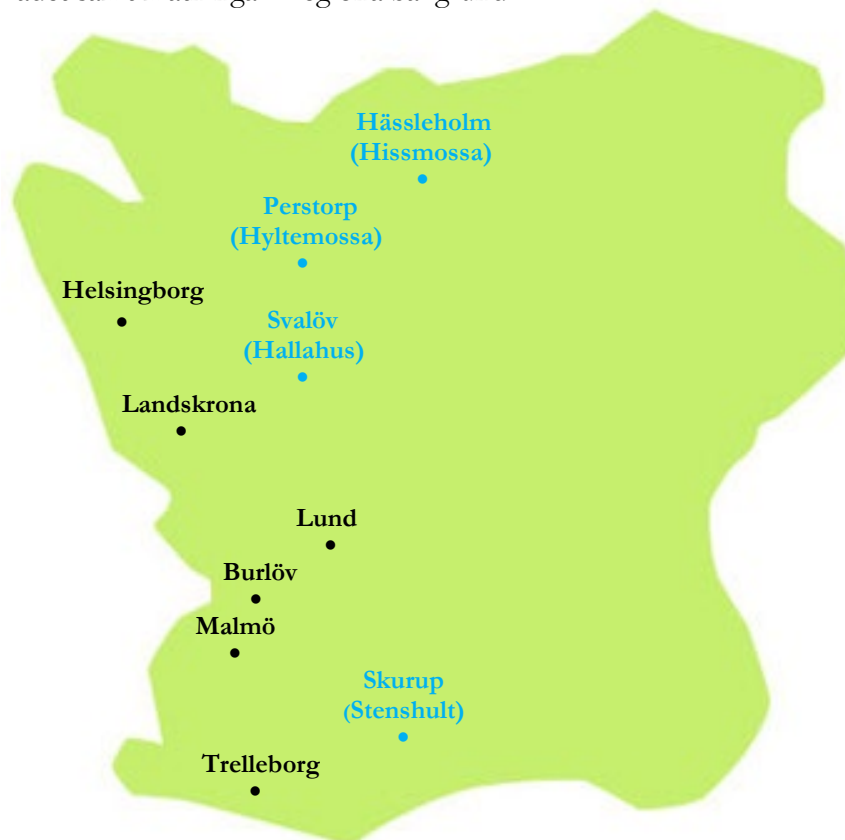 Hässleholm
(Hissmossa)
Perstorp
(Hyltemossa)
Helsingborg
Svalöv
(Hallahus)
Landskrona
Lund
Burlöv
Malmö
Skurup
(Stenshult)
Trelleborg